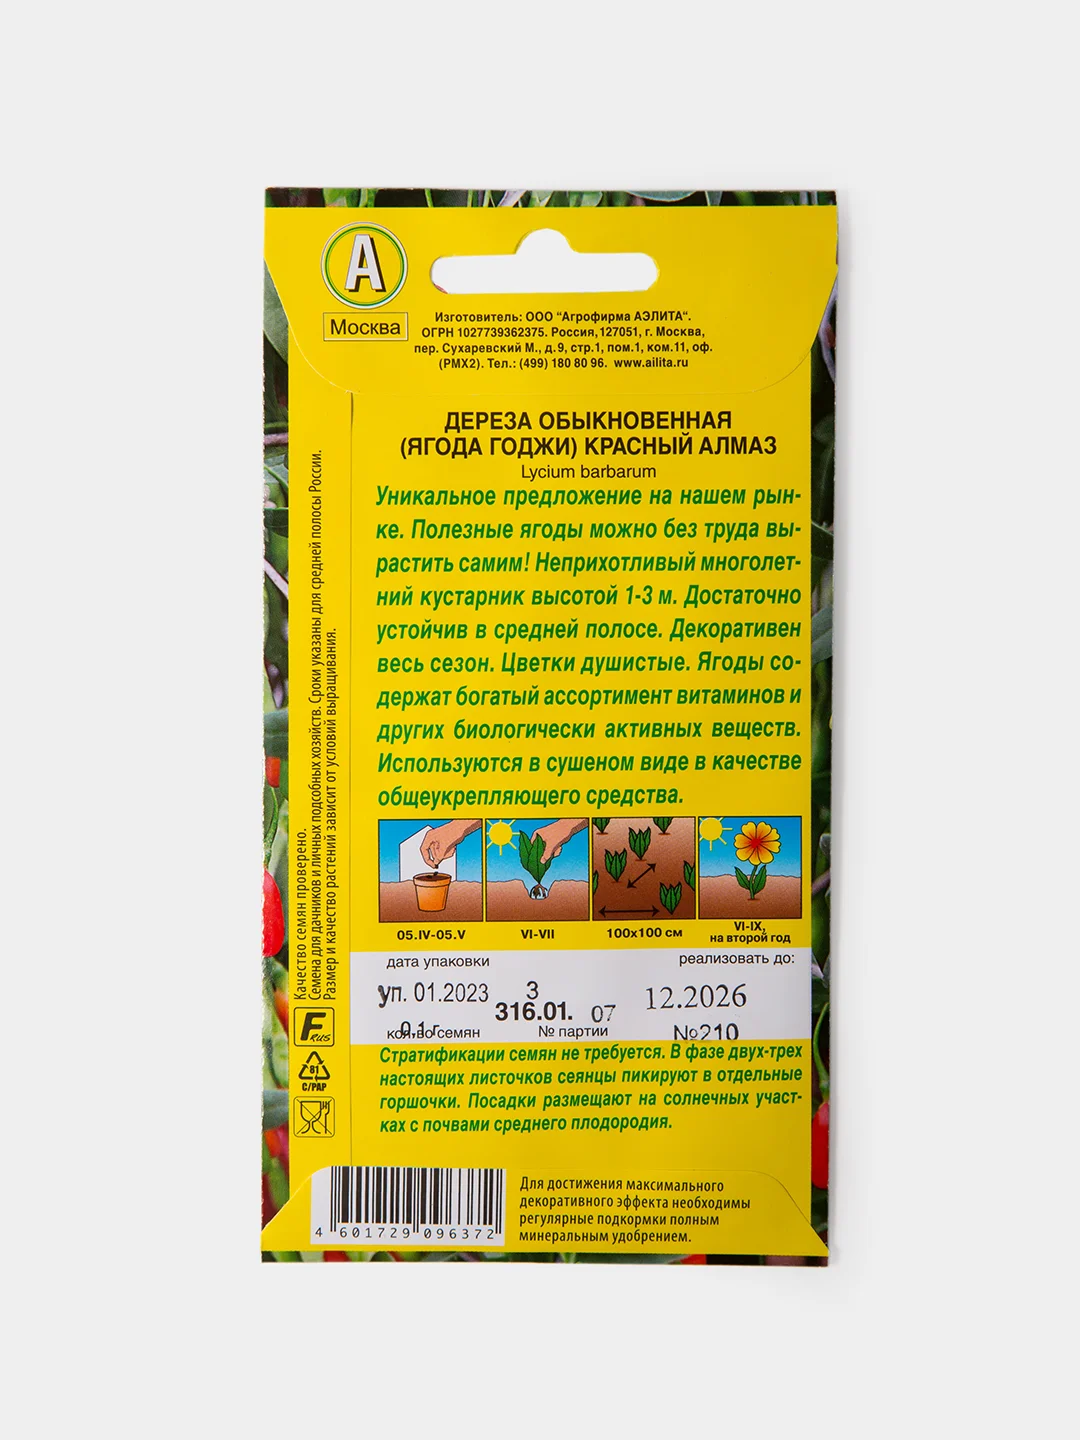 А
Москва
Изготовитель: ООО "Агрофирма АЭЛИТА".
ОГРН 1027739362375. Россия,127051, г. Москва,
пер. Сухаревский М., д.9, стр.1, пом.1, ком.11, оф.
(РМХ2). Тел.: (499) 180 80 96. www.ailita.ru
ДЕРЕЗА ОБЫКНОВЕННАЯ
(ЯГОДА ГОДЖИ) КРАСНЫЙ АЛМАЗ
Lycium barbarum
Уникальное предложение на нашем рын-
ке. Полезные ягоды можно без труда вы-
растить самим! Неприхотливый многолет-
ний кустарник высотой 1-3 м. Достаточно
устойчив в средней полосе. Декоративен
весь сезон. Цветки душистые. Ягоды со-
держат богатый ассортимент витаминов и
других биологически активных веществ.
Используются в сушеном виде в качестве
общеукрепляющего средства.
05.IV-05.V
VI-VII
100х100 см
VI-IX,
на второй год
дата упаковки
реализовать до:
уп. 01.2023
3
316.01.
07
12.2026
0,1 г
кол-во семян
№ партии
№210
Стратификации семян не требуется. В фазе двух-трех
настоящих листочков сеянцы пикируют в отдельные
горшочки. Посадки размещают на солнечных участ-
ках с почвами среднего плодородия.
Качество семян проверено.
Семена для дачников и личных подсобных хозяйств. Сроки указаны для средней полосы России.
Размер и качество растений зависит от условий выращивания.
F RUS
81
C/PAP
4 601729 096372
Для достижения максимального
декоративного эффекта необходимы
регулярные подкормки полным
минеральным удобрением.